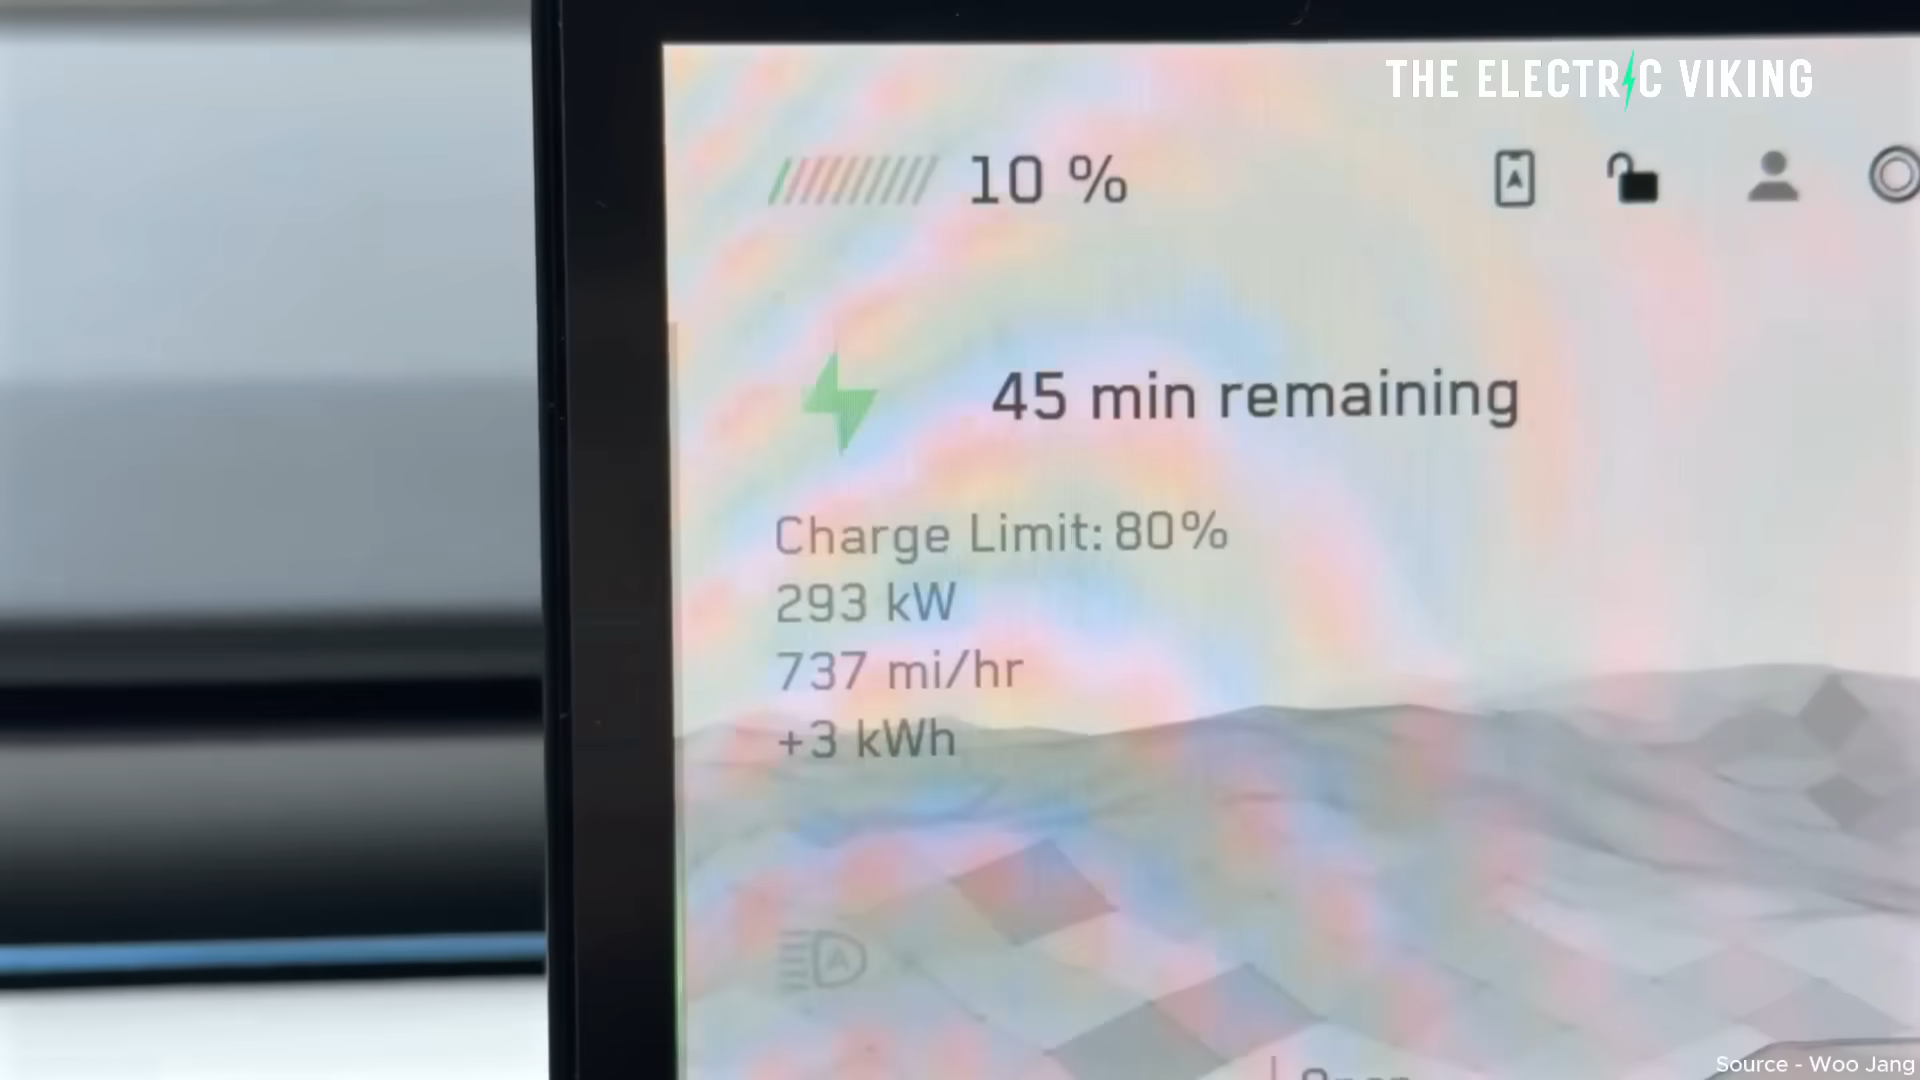 THE ELECTRIC VIKING
10 %
45 min remaining
Charge Limit: 80%
293 kW
737 mi/hr
+3 kWh
Source - Woo Jang